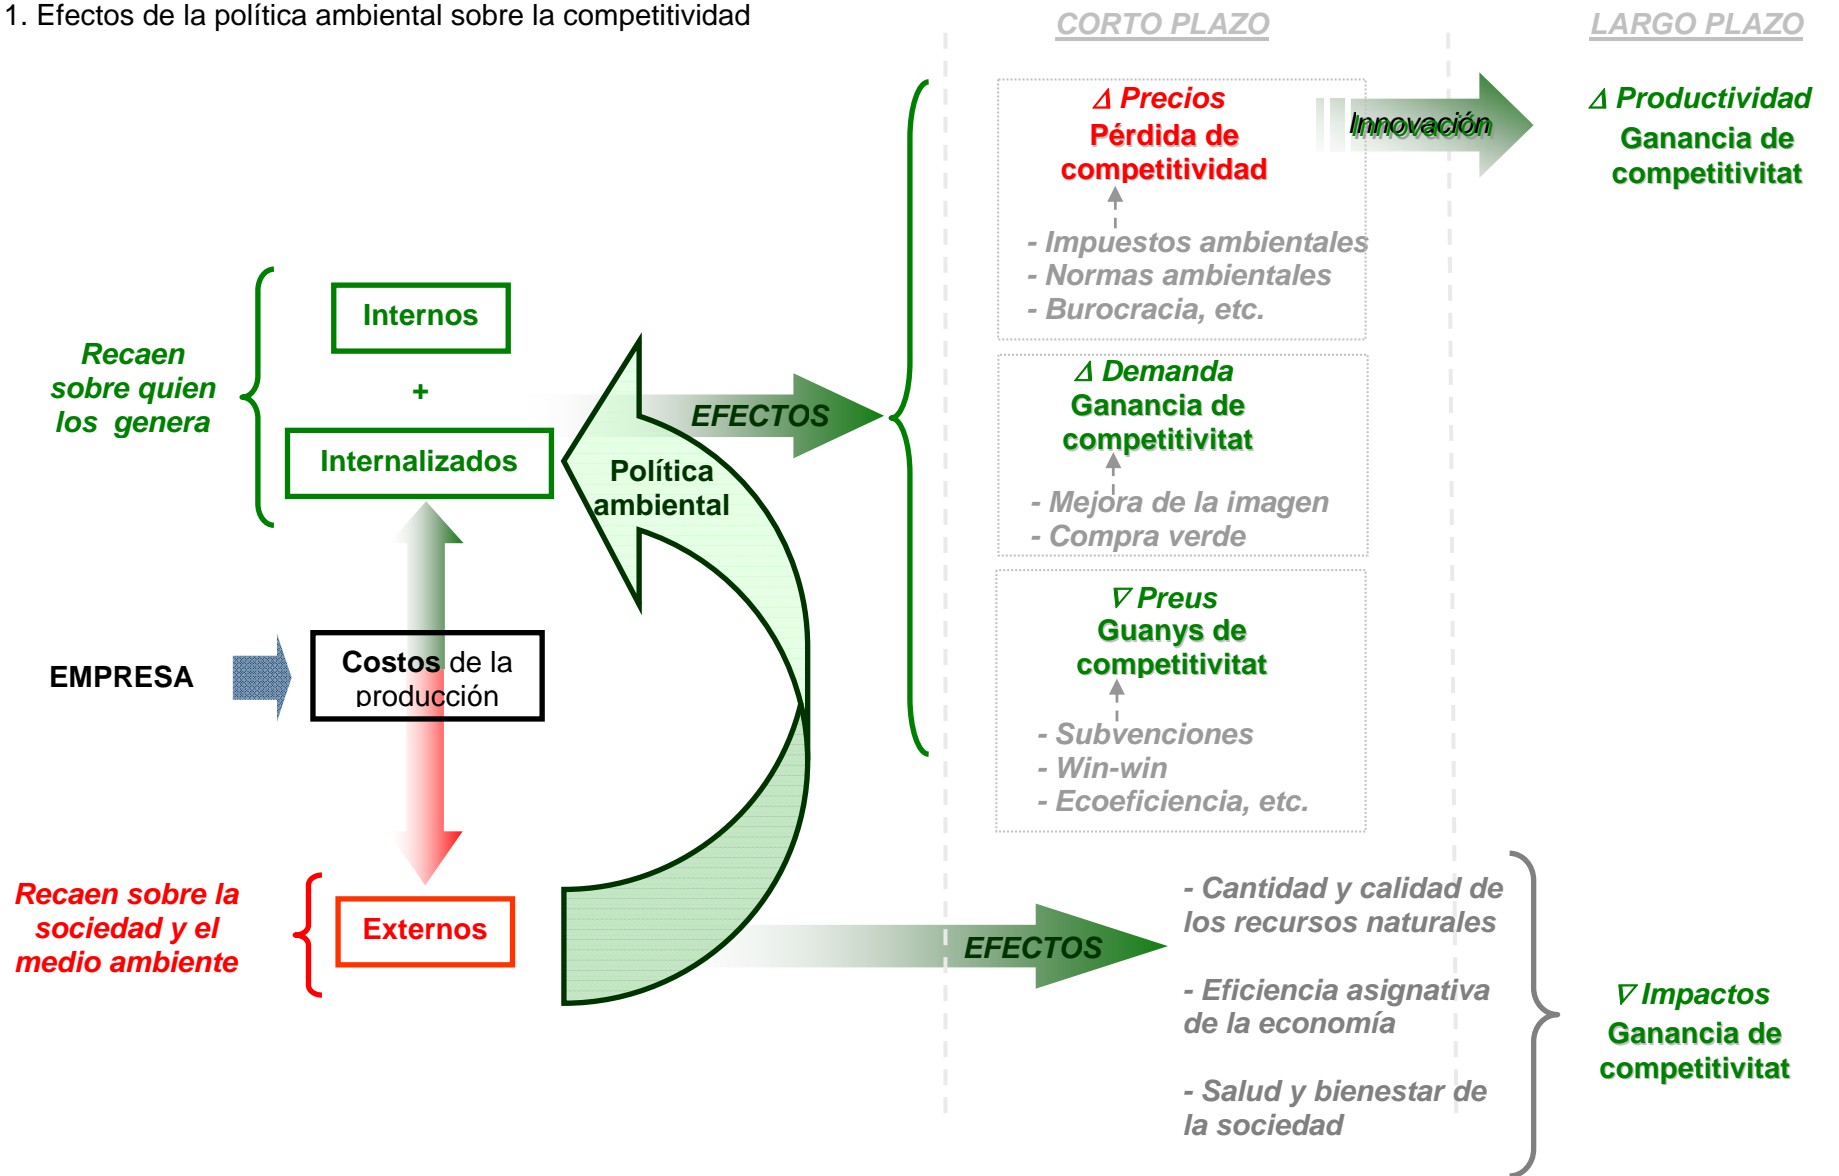 1. Efectos de la política ambiental sobre la competitividad
CORTO PLAZO
LARGO PLAZO
Δ Precios
Pérdida de
competitividad
- Impuestos ambientales
- Normas ambientales
- Burocracia, etc.
Innovación
Δ Productividad
Ganancia de
competitivitat
Recaen
sobre quien
los genera
Internos
+
Internalizados
EFECTOS
Política
ambiental
Δ Demanda
Ganancia de
competitivitat
- Mejora de la imagen
- Compra verde
∇ Preus
Guanys de
competitivitat
- Subvenciones
- Win-win
- Ecoeficiencia, etc.
EMPRESA
Costos de la
producción
Recaen sobre la
sociedad y el
medio ambiente
Externos
EFECTOS
- Cantidad y calidad de
los recursos naturales
- Eficiencia asignativa
de la economía
- Salud y bienestar de
la sociedad
∇ Impactos
Ganancia de
competitivitat